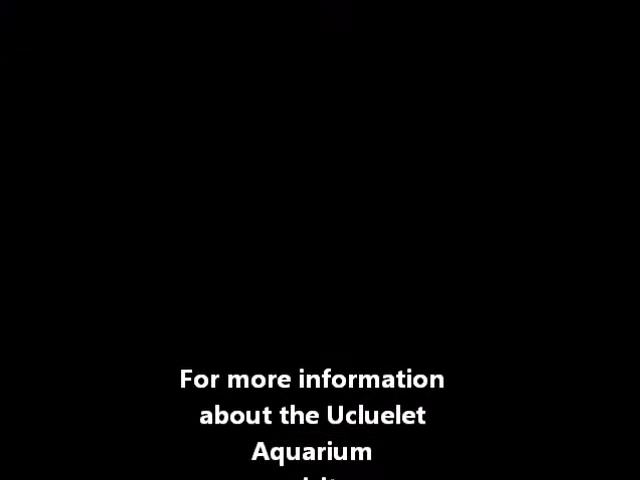 For more information
about the Ucluelet
Aquarium